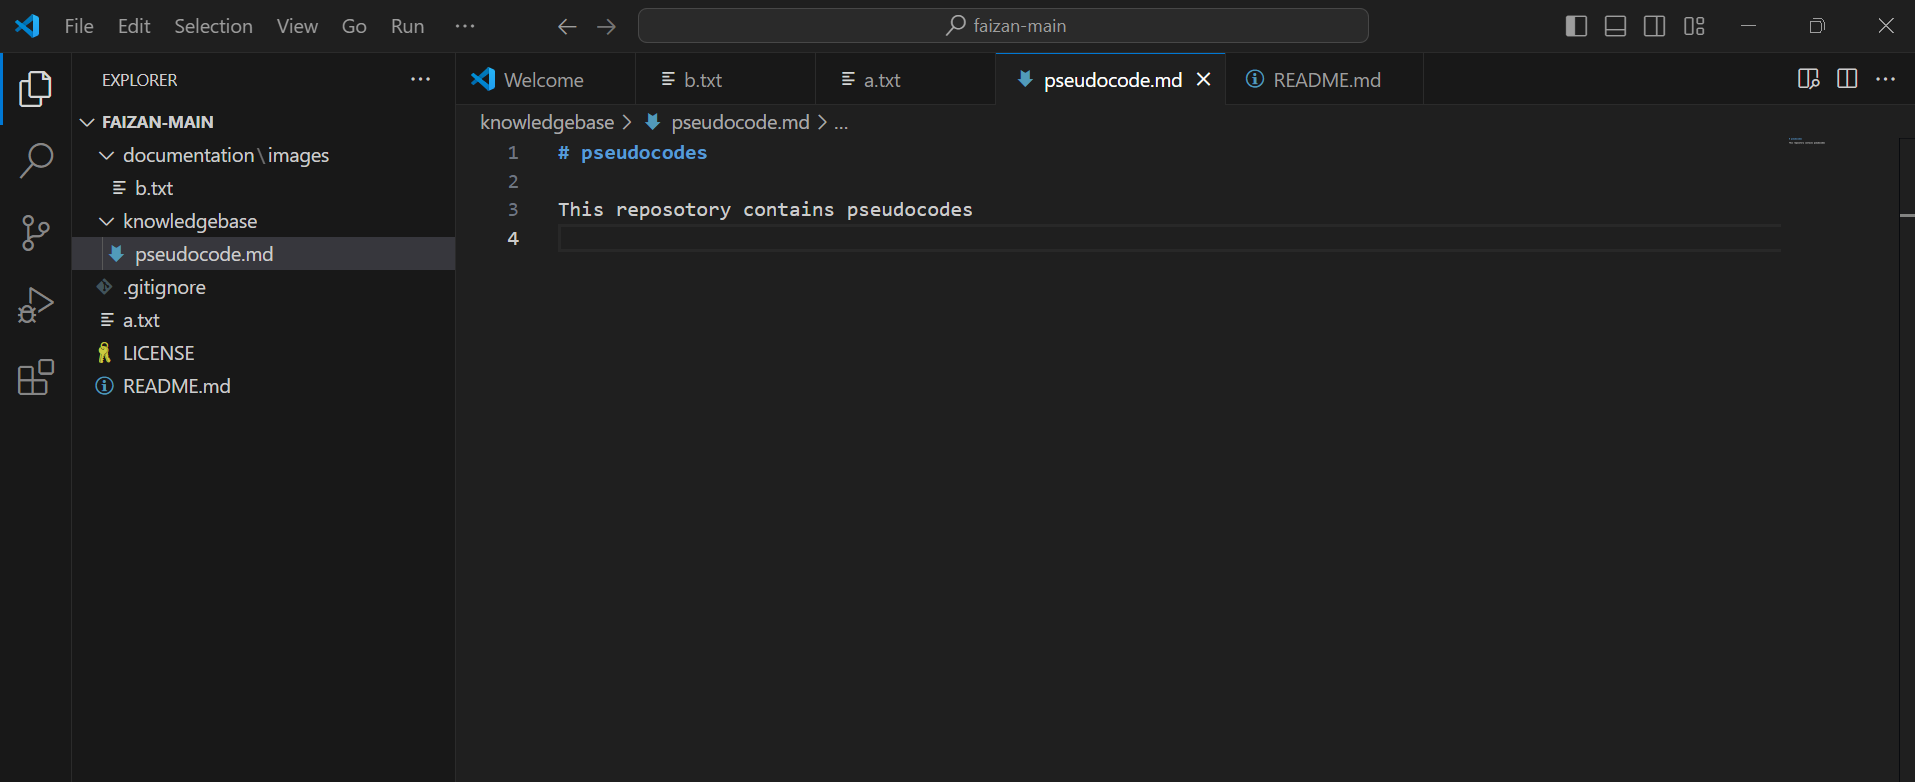 File Edit Selection View Go Run ... faizan-main
EXPLORER ...
FAIZAN-MAIN
documentation\images
b.txt
knowledgebase
pseudocode.md
.gitignore
a.txt
LICENSE
README.md
Welcome b.txt a.txt pseudocode.md README.md
knowledgebase > pseudocode.md > ...
1 # pseudocodes
2
3 This reposotory contains pseudocodes
4